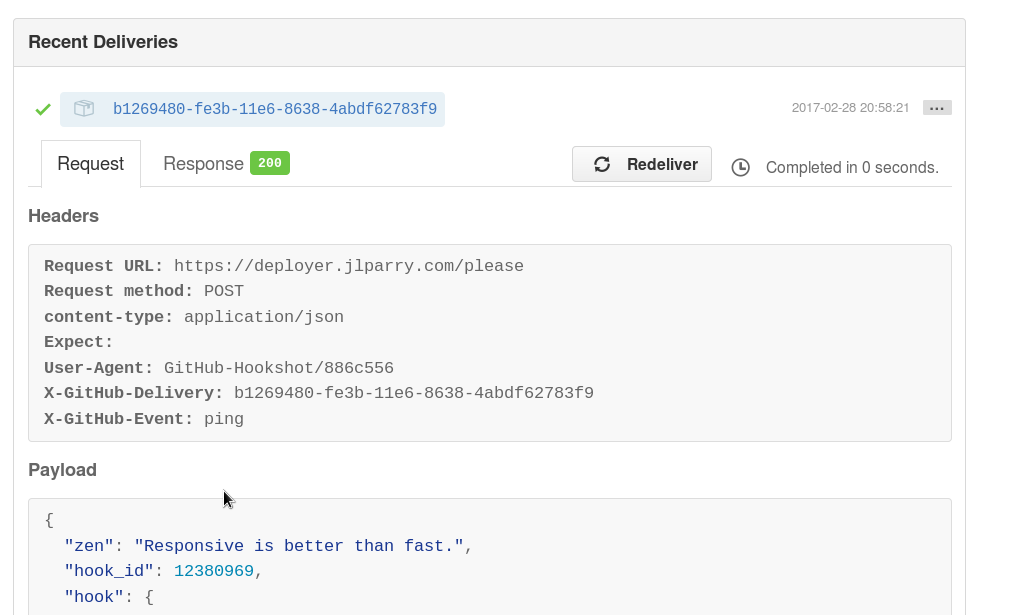 Recent Deliveries
b1269480-fe3b-11e6-8638-4abdf62783f9 2017-02-28 20:58:21 ...
Request Response 200 Redeliver Completed in 0 seconds.
Headers
Request URL: https://deployer.jlparry.com/please
Request method: POST
content-type: application/json
Expect:
User-Agent: GitHub-Hookshot/886c556
X-GitHub-Delivery: b1269480-fe3b-11e6-8638-4abdf62783f9
X-GitHub-Event: ping
Payload
{
"zen": "Responsive is better than fast.",
"hook_id": 12380969,
"hook": {